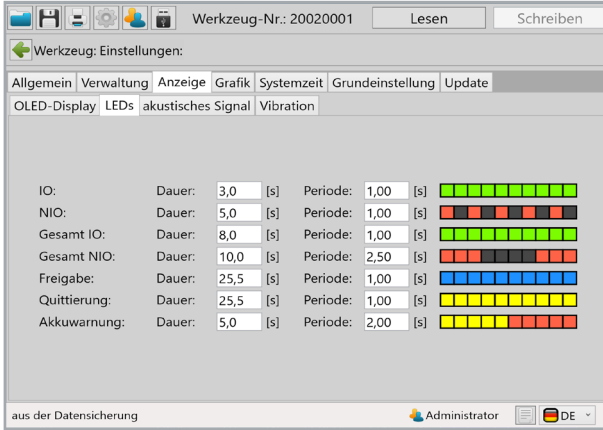 Werkzeug-Nr.: 20020001 Lesen Schreiben
Werkzeug: Einstellungen:
Allgemein Verwaltung Anzeige Grafik Systemzeit Grundeinstellung Update
OLED-Display LEDs akustisches Signal Vibration
IO: Dauer: 3,0 [s] Periode: 1,00 [s]
NIO: Dauer: 5,0 [s] Periode: 1,00 [s]
Gesamt IO: Dauer: 8,0 [s] Periode: 1,00 [s]
Gesamt NIO: Dauer: 10,0 [s] Periode: 2,50 [s]
Freigabe: Dauer: 25,5 [s] Periode: 1,00 [s]
Quittierung: Dauer: 25,5 [s] Periode: 1,00 [s]
Akkuwarnung: Dauer: 5,0 [s] Periode: 2,00 [s]
aus der Datensicherung Administrator DE